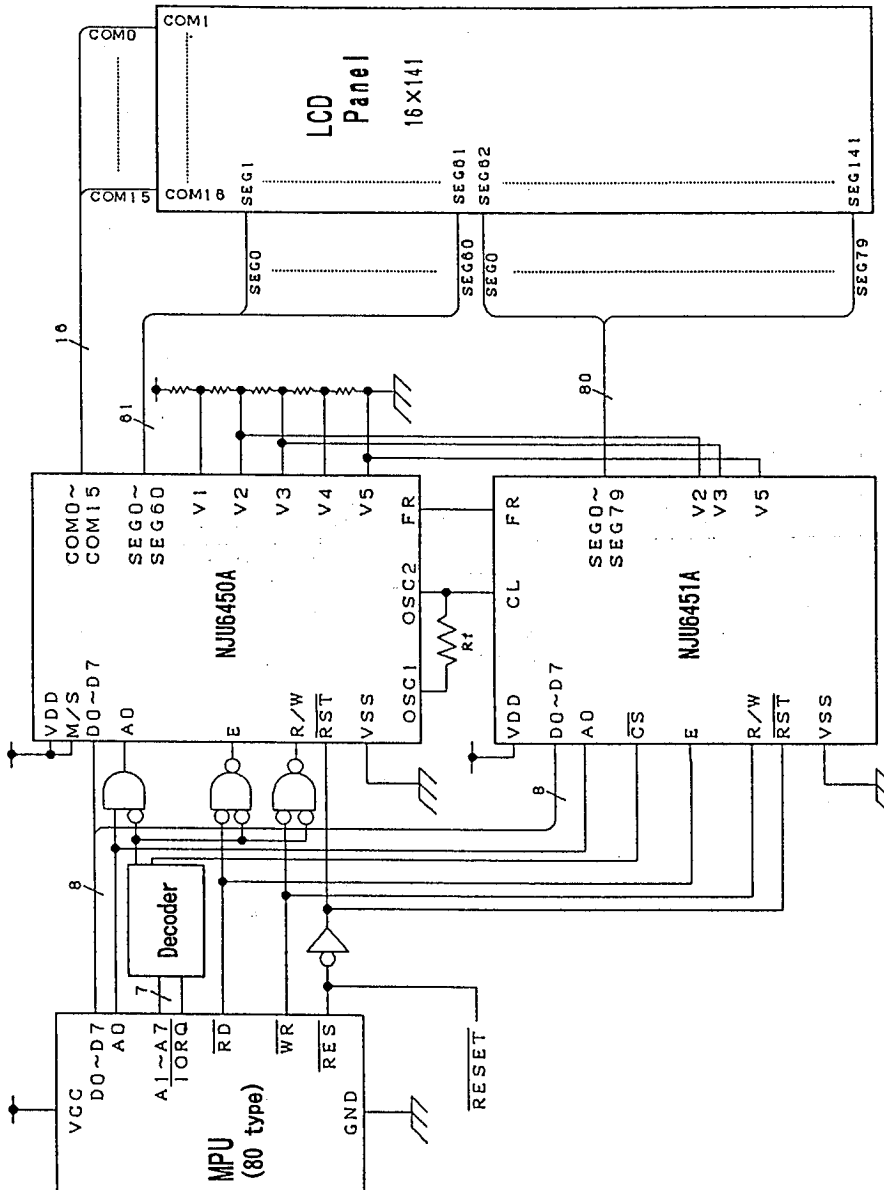 VCC
D0~D7
A0
A1~A7
IORQ
RD
WR
RES
GND
MPU
(80 type)
RESET
7
8
Decoder
8
VDD
M/S
D0~D7
A0
E
R/W
RST
VSS
NJU6450A
COM0~
COM15
SEG0~
SEG60
V1
V2
V3
V4
V5
OSC1
OSC2
FR
Rf
VDD
D0~D7
A0
CS
E
R/W
RST
VSS
NJU6451A
CL
FR
SEG0~
SEG79
V2
V3
V5
16
61
80
COM0
COM15
SEG0
SEG60
SEG0
SEG79
COM1
COM16
SEG1
SEG61
SEG62
SEG141
LCD
Panel
16×141